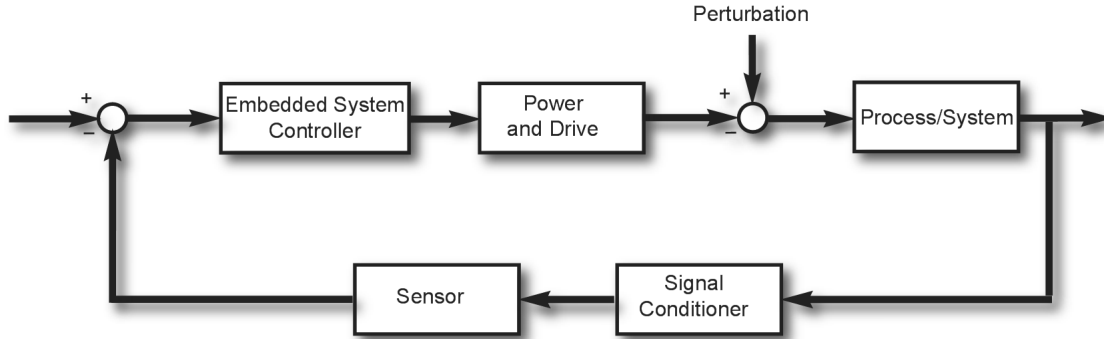 Perturbation
+
−
Embedded System
Controller
Power
and Drive
+
−
Process/System
Sensor
Signal
Conditioner